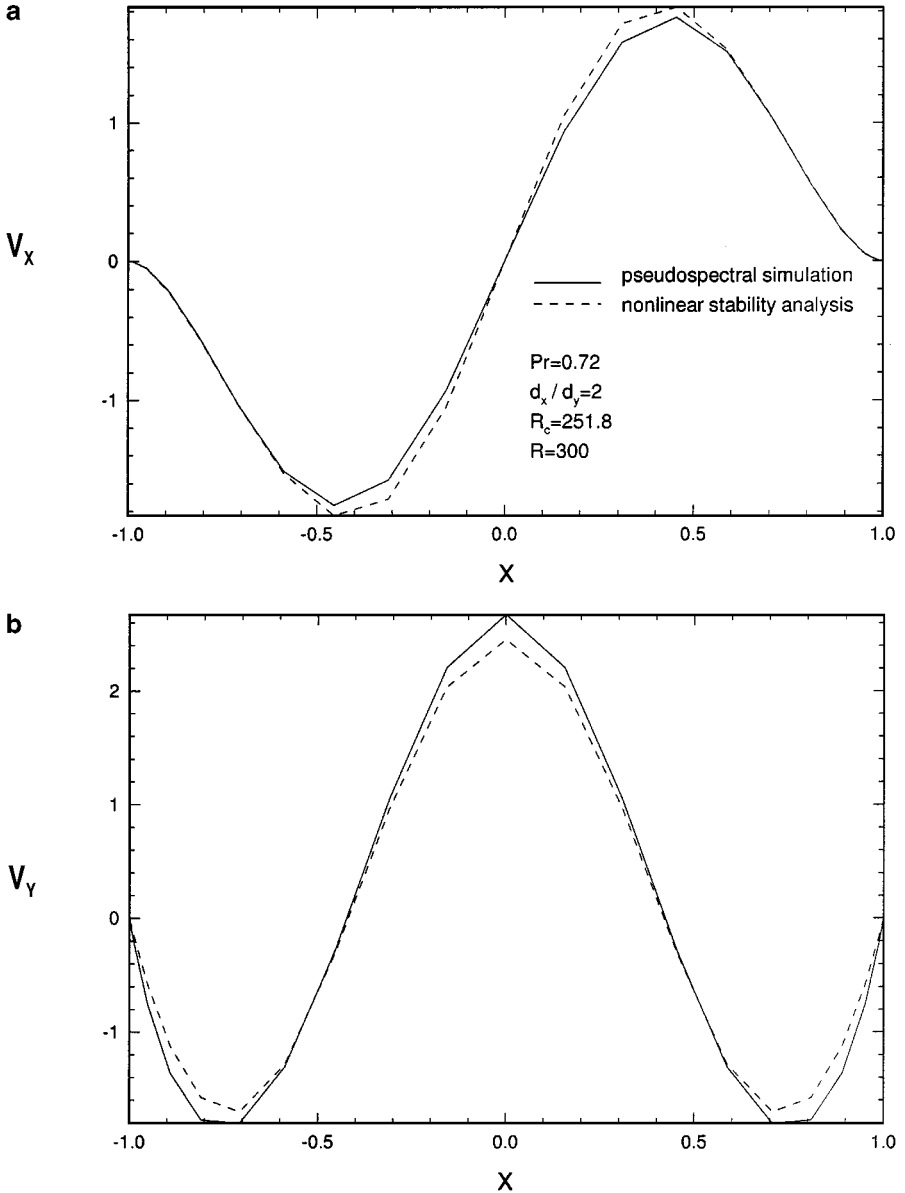 a
1
0
-1
V_X
pseudospectral simulation
nonlinear stability analysis
Pr=0.72
d_x / d_y=2
R_c=251.8
R=300
-1.0 -0.5 0.0 0.5 1.0
X
b
2
1
0
-1
V_Y
-1.0 -0.5 0.0 0.5 1.0
X